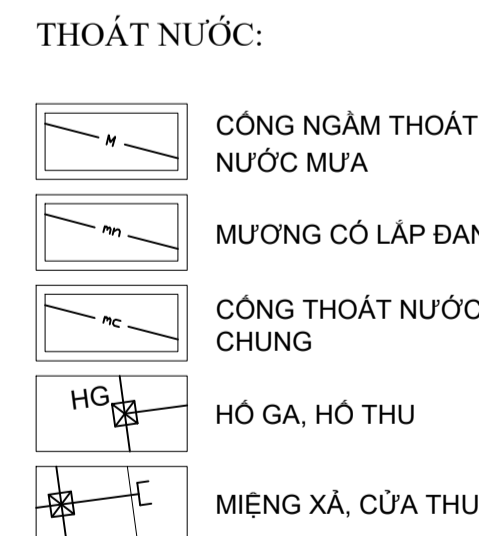 THOÁT NƯỚC:
M
CỐNG NGẦM THOÁT
NƯỚC MƯA
mn
MƯƠNG CÓ LẮP ĐAN
mc
CỐNG THOÁT NƯỚC
CHUNG
HG
HỐ GA, HỐ THU
MIỆNG XẢ, CỬA THU